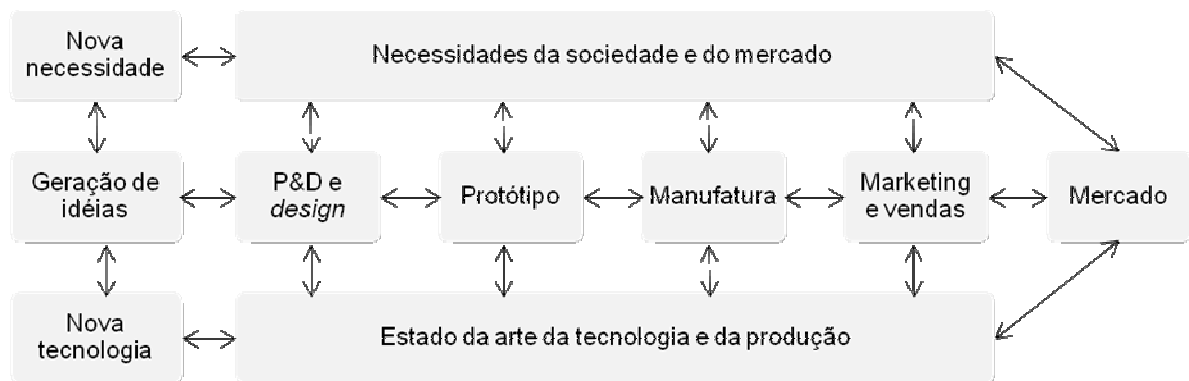 Nova
necessidade
Necessidades da sociedade e do mercado
Geração de
idéias
P&D e
design
Protótipo
Manufatura
Marketing
e vendas
Mercado
Nova
tecnologia
Estado da arte da tecnologia e da produção